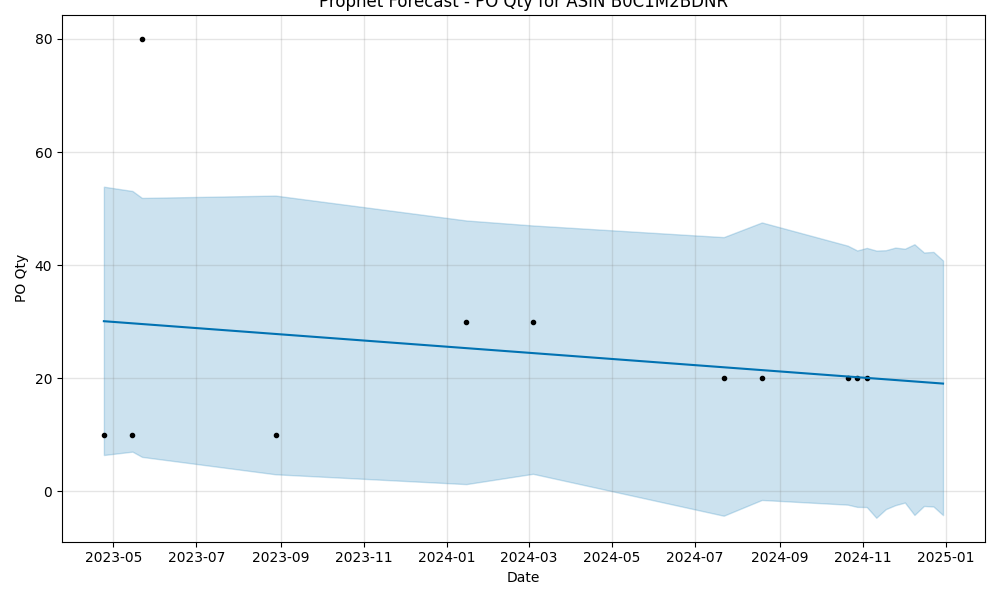 Prophet Forecast - PO Qty for ASIN B0C1M2BDNR
80
60
40
20
0
PO Qty
2023-05 2023-07 2023-09 2023-11 2024-01 2024-03 2024-05 2024-07 2024-09 2024-11 2025-01
Date